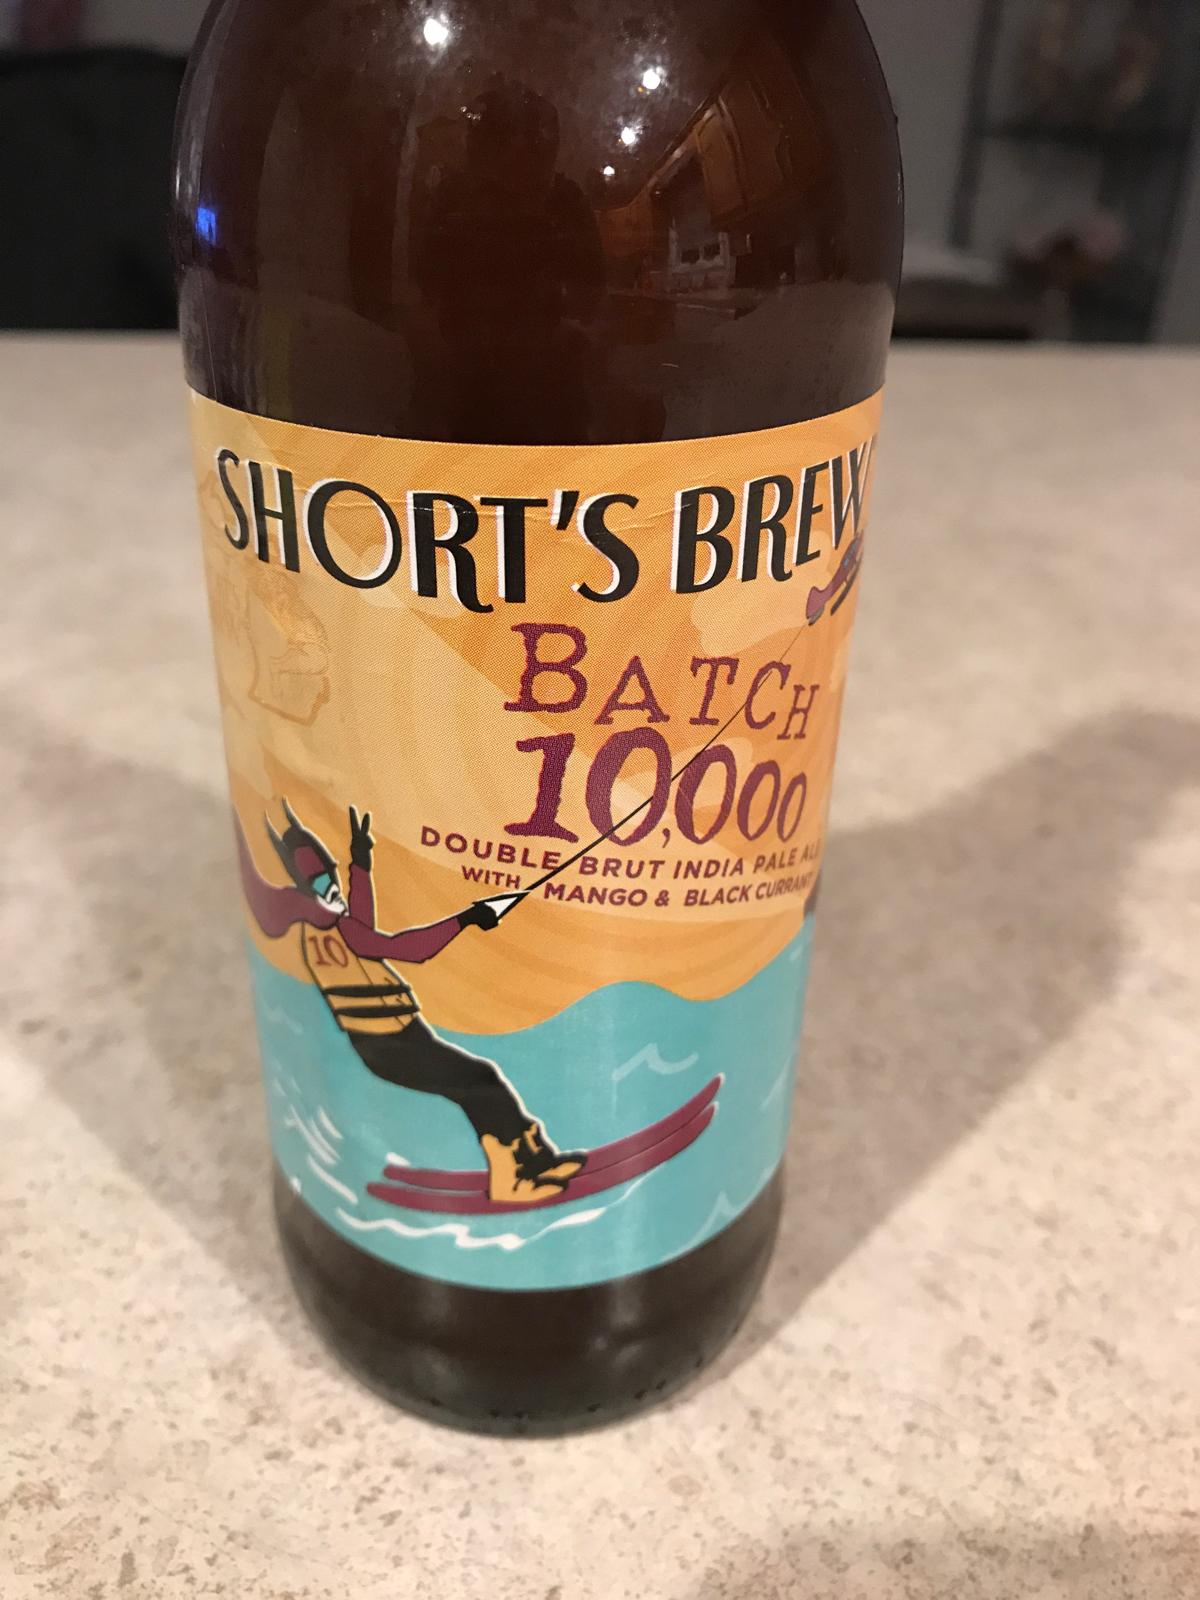 SHORT'S BREW
BATCH
10,000
DOUBLE BRUT INDIA PALE ALE
WITH MANGO & BLACK CURRANT
10